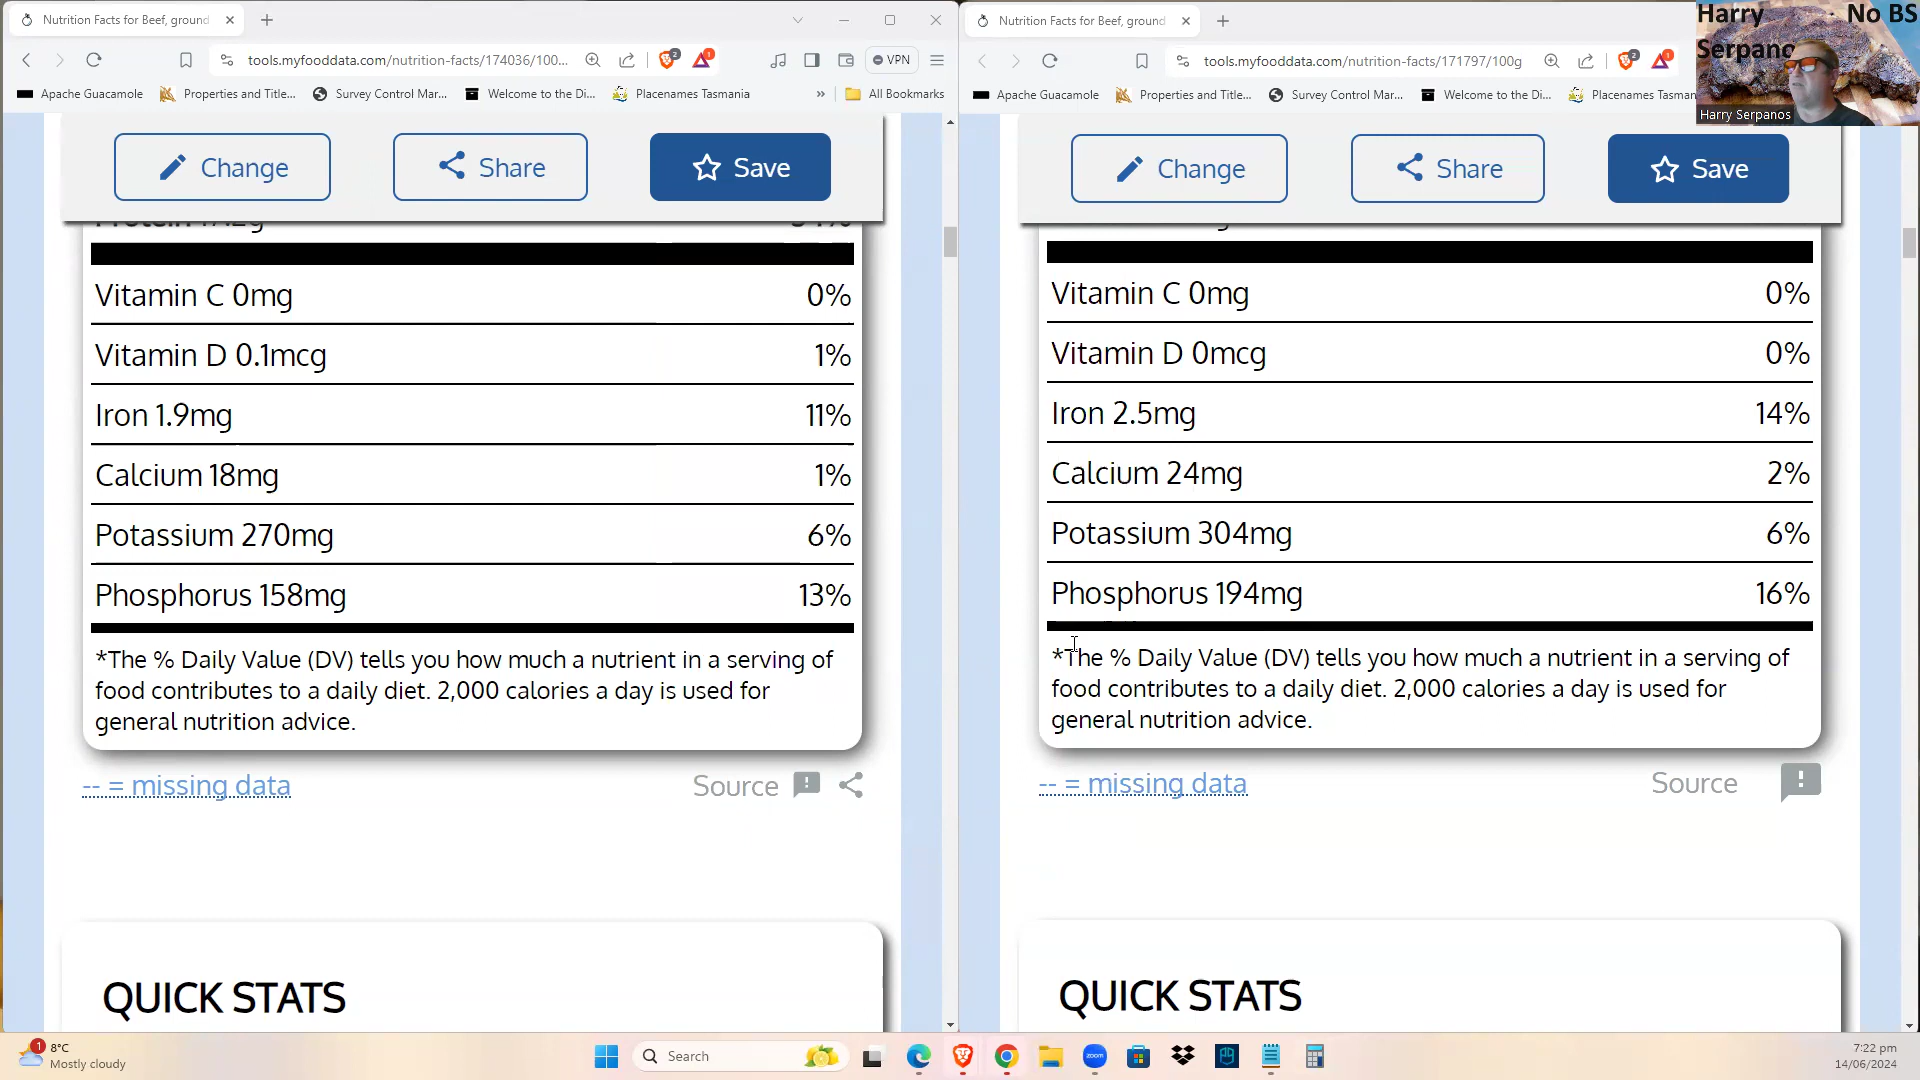 Nutrition Facts for Beef, ground
tools.myfooddata.com/nutrition-facts/174036/100...
2
1
VPN
Apache Guacamole
Properties and Title...
Survey Control Mar...
Welcome to the Di...
Placenames Tasmania
»
All Bookmarks
Change
Share
Save
Protein 17.2g
Vitamin C 0mg 0%
Vitamin D 0.1mcg 1%
Iron 1.9mg 11%
Calcium 18mg 1%
Potassium 270mg 6%
Phosphorus 158mg 13%
*The % Daily Value (DV) tells you how much a nutrient in a serving of
food contributes to a daily diet. 2,000 calories a day is used for
general nutrition advice.
-- = missing data
Source
QUICK STATS
Nutrition Facts for Beef, ground
tools.myfooddata.com/nutrition-facts/171797/100g
2
1
Apache Guacamole
Properties and Title...
Survey Control Mar...
Welcome to the Di...
Placenames Tasman
Harry No BS
Serpano
Harry Serpanos
Change
Share
Save
Vitamin C 0mg 0%
Vitamin D 0mcg 0%
Iron 2.5mg 14%
Calcium 24mg 2%
Potassium 304mg 6%
Phosphorus 194mg 16%
*The % Daily Value (DV) tells you how much a nutrient in a serving of
food contributes to a daily diet. 2,000 calories a day is used for
general nutrition advice.
-- = missing data
Source
QUICK STATS
1
8°C
Mostly cloudy
Search
zoom
7:22 pm
14/06/2024